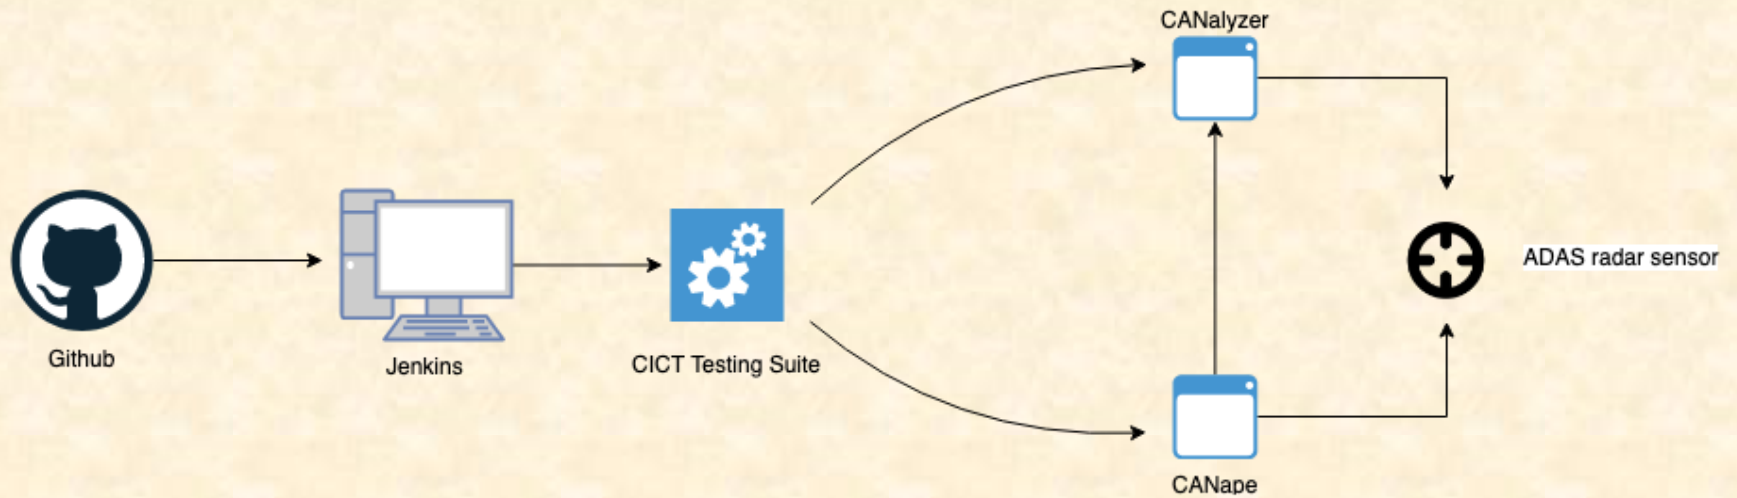 CANalyzer
ADAS radar sensor
Github
Jenkins
CICT Testing Suite
CANape